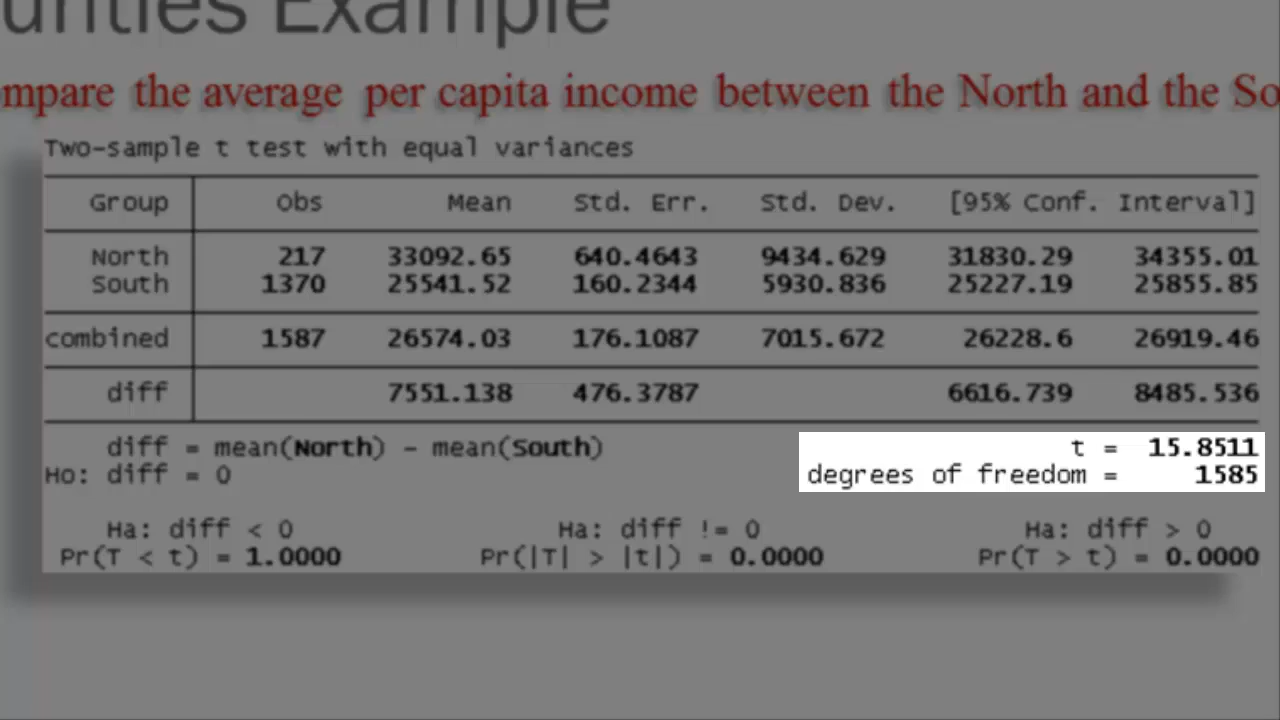 Example
the average per capita income between the North and the
Two-sample t test with equal variances
Group Obs Mean Std. Err. Std. Dev. [95% Conf. Interval]
North 217 33092.65 640.4643 9434.629 31830.29 34355.01
South 1370 25541.52 160.2344 5930.836 25227.19 25855.85
combined 1587 26574.03 176.1087 7015.672 26228.6 26919.46
diff 7551.138 476.3787 6616.739 8485.536
diff = mean(North) - mean(South) t = 15.8511
Ho: diff = 0 degrees of freedom = 1585
Ha: diff < 0 Ha: diff != 0 Ha: diff > 0
Pr(T < t) = 1.0000 Pr(|T| > |t|) = 0.0000 Pr(T > t) = 0.0000